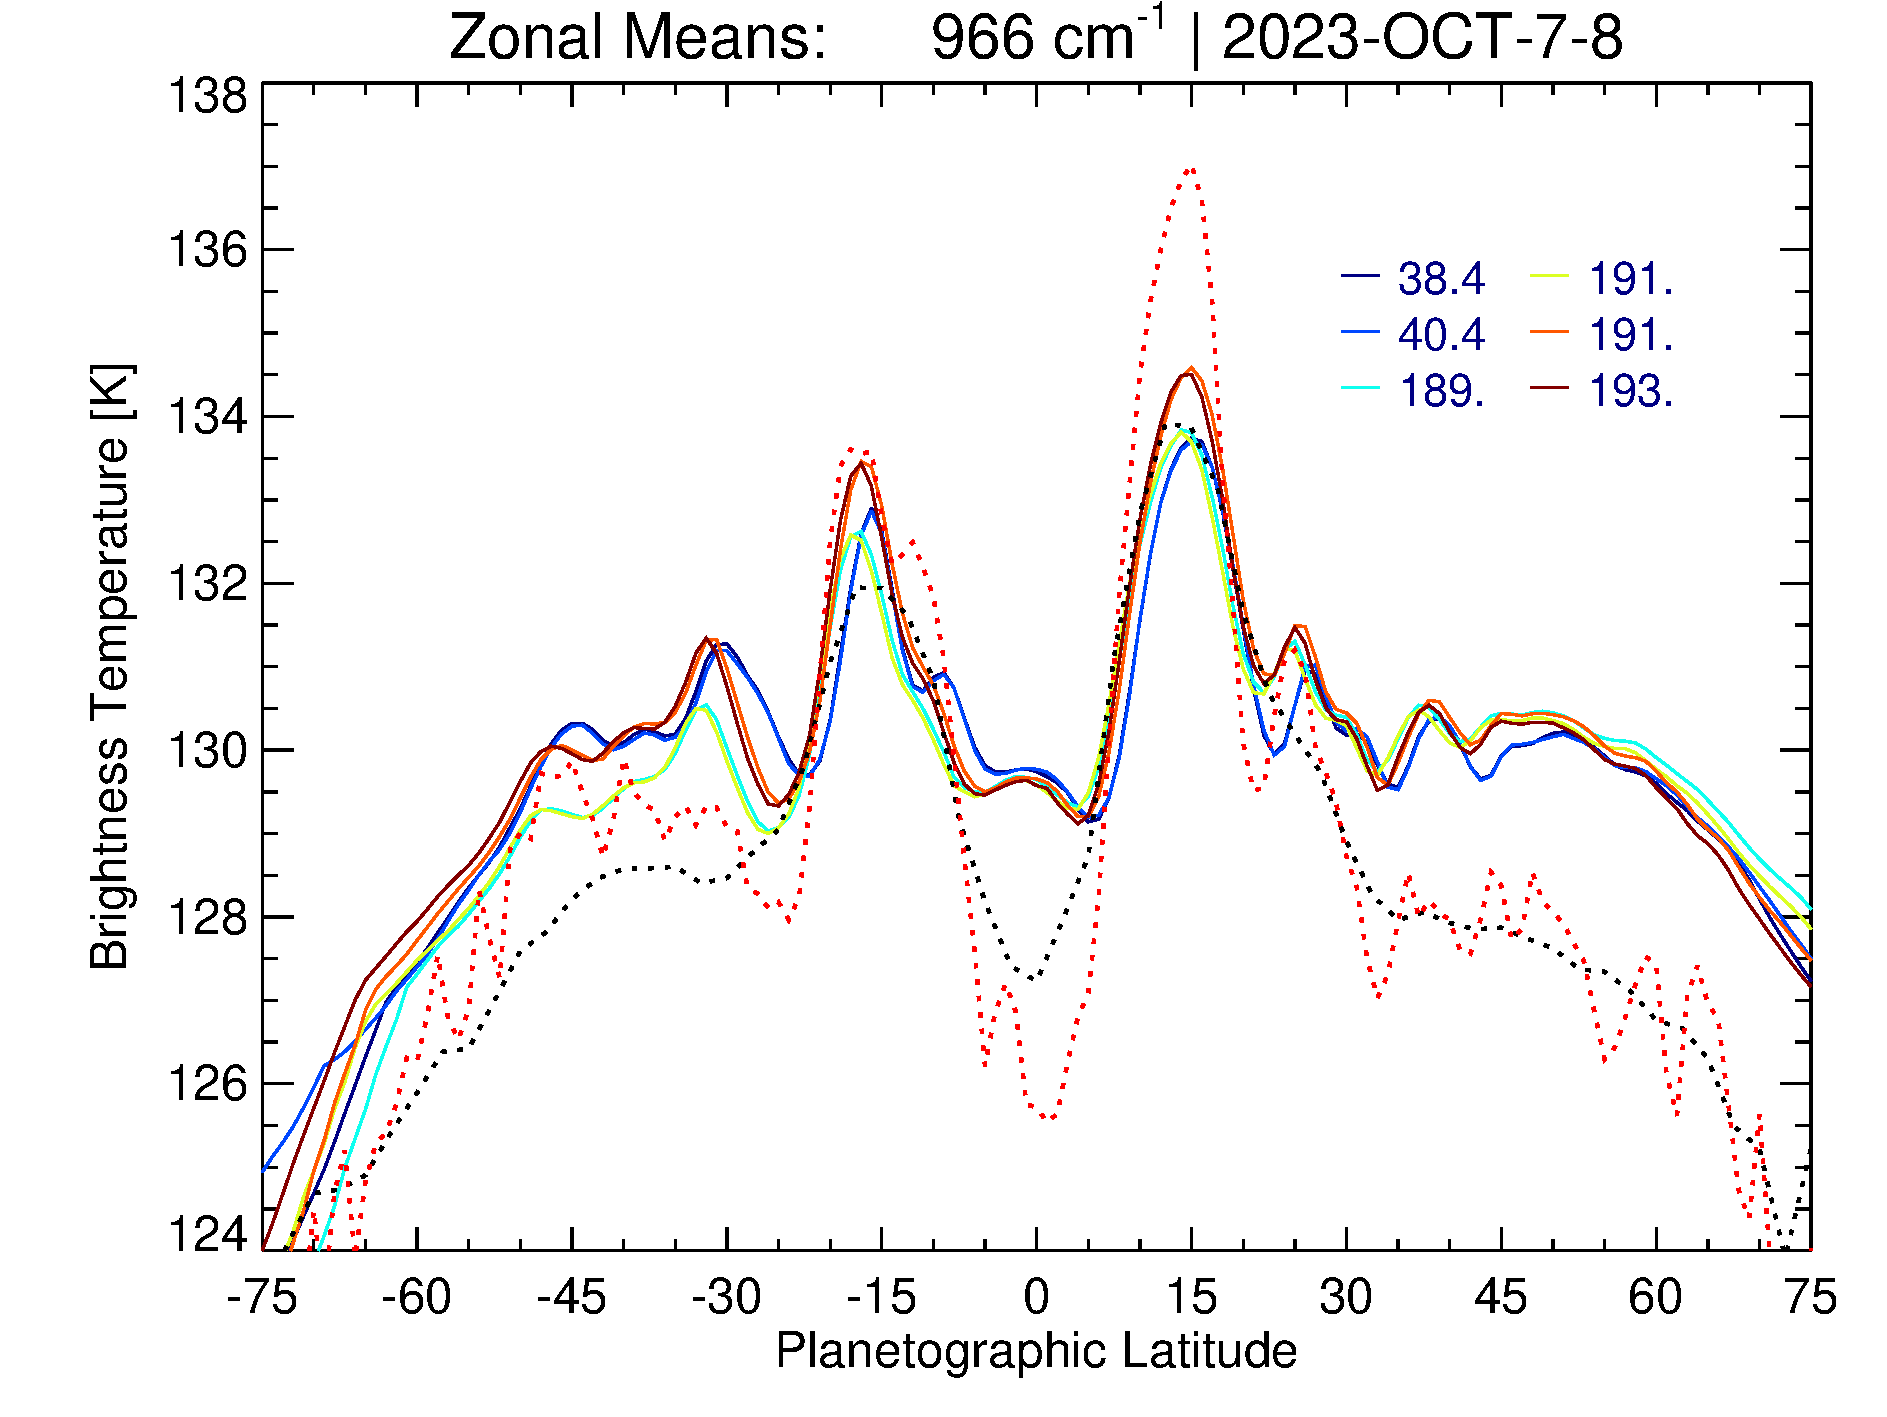 Zonal Means: 966 cm-1 | 2023-OCT-7-8
138
136
134
132
130
128
126
124
Brightness Temperature [K]
38.4 191.
40.4 191.
189. 193.
-75 -60 -45 -30 -15 0 15 30 45 60 75
Planetographic Latitude